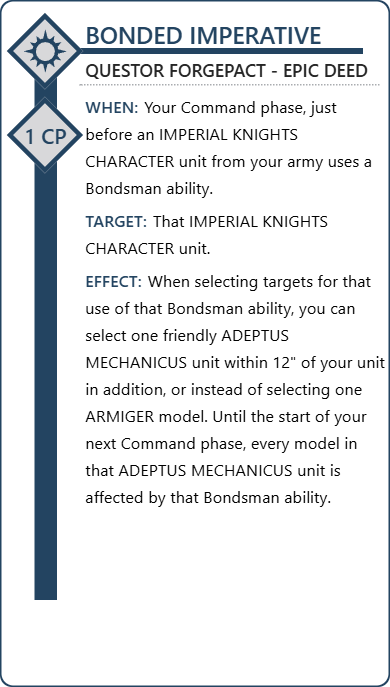 BONDED IMPERATIVE
QUESTOR FORGEPACT - EPIC DEED
1 CP
WHEN: Your Command phase, just
before an IMPERIAL KNIGHTS
CHARACTER unit from your army uses a
Bondsman ability.
TARGET: That IMPERIAL KNIGHTS
CHARACTER unit.
EFFECT: When selecting targets for that
use of that Bondsman ability, you can
select one friendly ADEPTUS
MECHANICUS unit within 12" of your unit
in addition, or instead of selecting one
ARMIGER model. Until the start of your
next Command phase, every model in
that ADEPTUS MECHANICUS unit is
affected by that Bondsman ability.